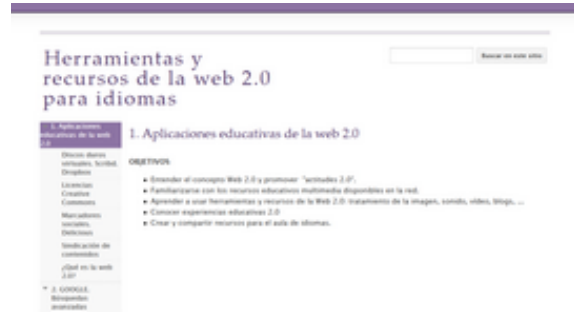 Herramientas y
recursos de la web 2.0
para idiomas
Buscar en este sitio
1. Aplicaciones
educativas de la web
2.0
Discos duros
virtuales. Scribd.
Dropbox
Licencias
Creative
Commons
Marcadores
sociales.
Delicious
Sindicación de
contenidos
¿Qué es la web
2.0?
2. GOOGLE.
Búsquedas
avanzadas
1. Aplicaciones educativas de la web 2.0
OBJETIVOS:
Entender el concepto Web 2.0 y promover "actitudes 2.0".
Familiarizarse con los recursos educativos multimedia disponibles en la red.
Aprender a usar herramientas y recursos de la Web 2.0: tratamiento de la imagen, sonido, vídeo, blogs, ...
Conocer experiencias educativas 2.0
Crear y compartir recursos para el aula de idiomas.